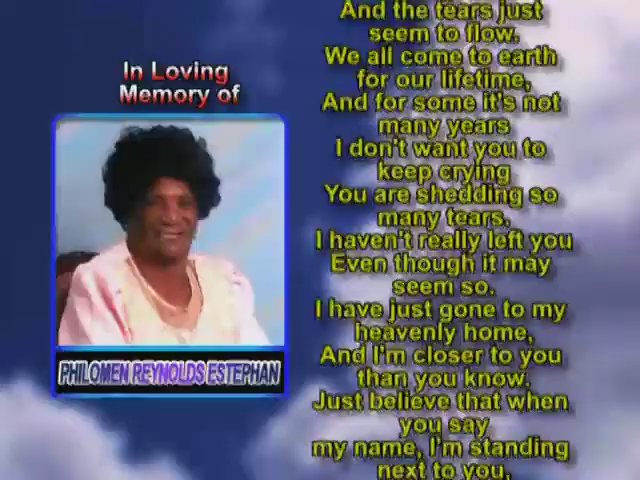 In Loving
Memory of
PHILOMEN REYNOLDS ESTEPHAN
And the tears just
seem to flow.
We all come to earth
for our lifetime,
And for some it's not
many years
I don't want you to
keep crying
You are shedding so
many tears,
I haven't really left you
Even though it may
seem so.
I have just gone to my
heavenly home,
And I'm closer to you
than you know.
Just believe that when
you say
my name, I'm standing
next to you,